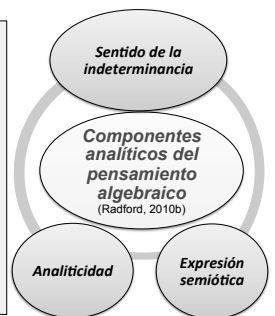 Sentido de la
indeterminancia
Componentes
analíticos del
pensamiento
algebraico
(Radford, 2010b)
Analiticidad
Expresión
semiótica